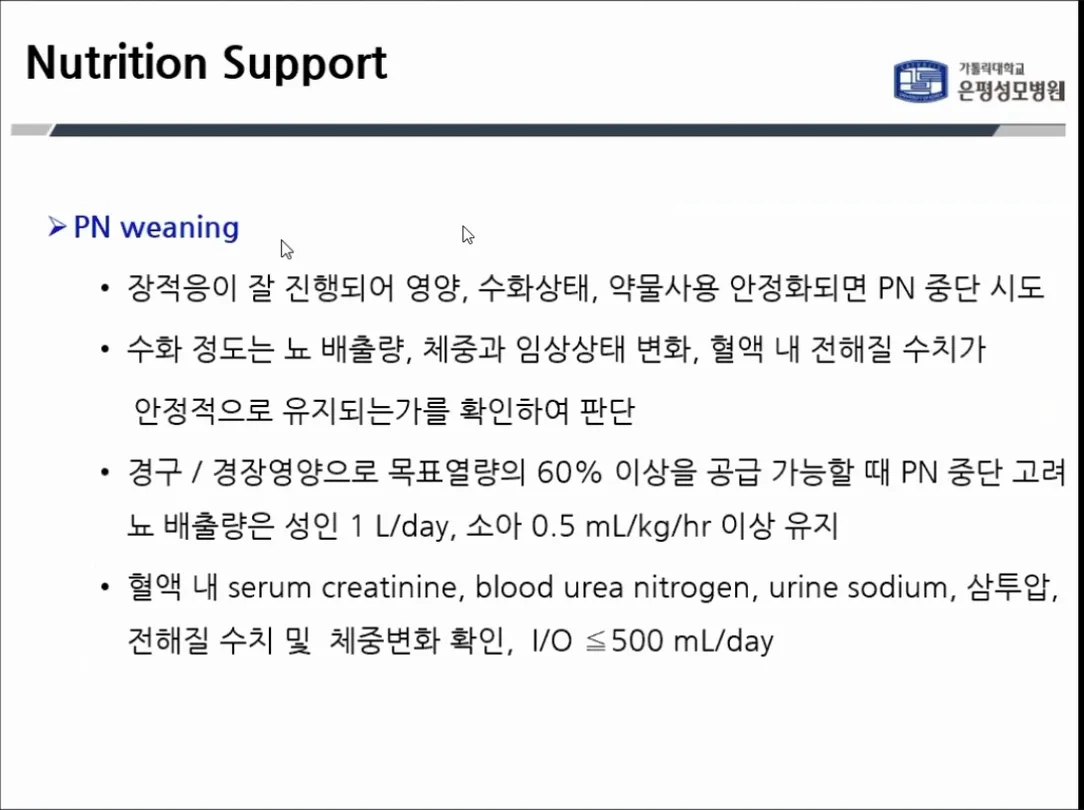 Nutrition Support
가톨릭대학교
은평성모병원
➢ PN weaning
• 장적응이 잘 진행되어 영양, 수화상태, 약물사용 안정화되면 PN 중단 시도
• 수화 정도는 뇨 배출량, 체중과 임상상태 변화, 혈액 내 전해질 수치가
안정적으로 유지되는가를 확인하여 판단
• 경구 / 경장영양으로 목표열량의 60% 이상을 공급 가능할 때 PN 중단 고려
뇨 배출량은 성인 1 L/day, 소아 0.5 mL/kg/hr 이상 유지
• 혈액 내 serum creatinine, blood urea nitrogen, urine sodium, 삼투압,
전해질 수치 및 체중변화 확인, I/O ≦500 mL/day